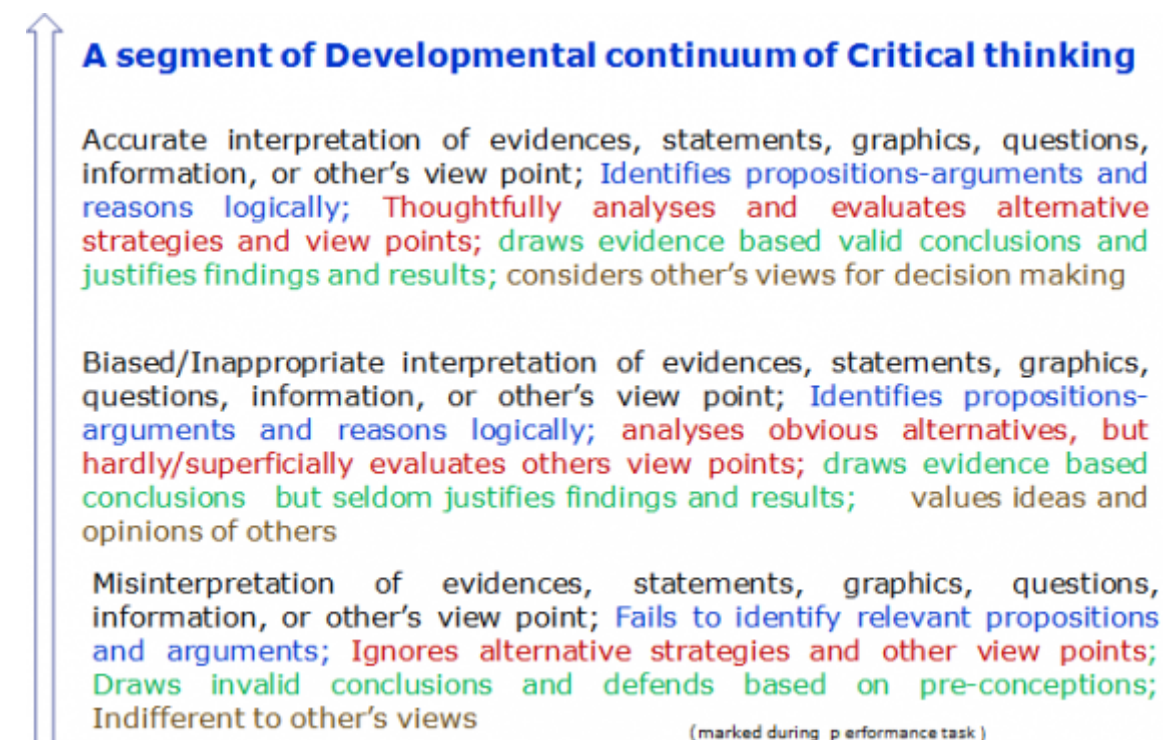 A segment of Developmental continuum of Critical thinking
Accurate interpretation of evidences, statements, graphics, questions,
information, or other's view point; Identifies propositions-arguments and
reasons logically; Thoughtfully analyses and evaluates alternative
strategies and view points; draws evidence based valid conclusions and
justifies findings and results; considers other's views for decision making
Biased/Inappropriate interpretation of evidences, statements, graphics,
questions, information, or other's view point; Identifies propositions-
arguments and reasons logically; analyses obvious alternatives, but
hardly/superficially evaluates others view points; draws evidence based
conclusions but seldom justifies findings and results; values ideas and
opinions of others
Misinterpretation of evidences, statements, graphics, questions,
information, or other's view point; Fails to identify relevant propositions
and arguments; Ignores alternative strategies and other view points;
Draws invalid conclusions and defends based on pre-conceptions;
Indifferent to other's views
(marked during p erformance task )